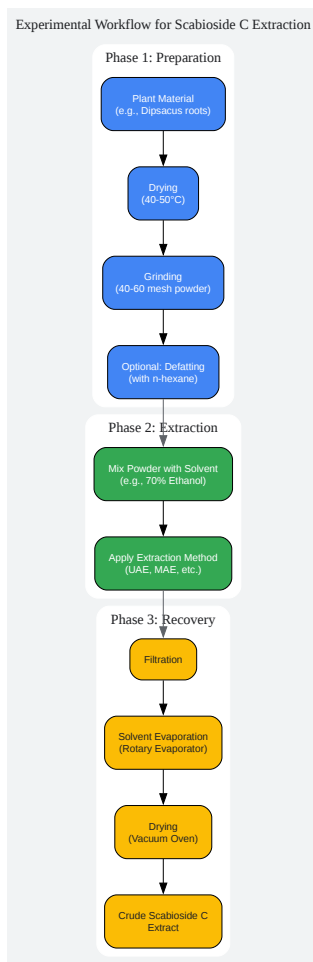 Experimental Workflow for Scabioside C Extraction
Phase 1: Preparation
Plant Material
(e.g., Dipsacus roots)
Drying
(40-50°C)
Grinding
(40-60 mesh powder)
Optional: Defatting
(with n-hexane)
Phase 2: Extraction
Mix Powder with Solvent
(e.g., 70% Ethanol)
Apply Extraction Method
(UAE, MAE, etc.)
Phase 3: Recovery
Filtration
Solvent Evaporation
(Rotary Evaporator)
Drying
(Vacuum Oven)
Crude Scabioside C
Extract